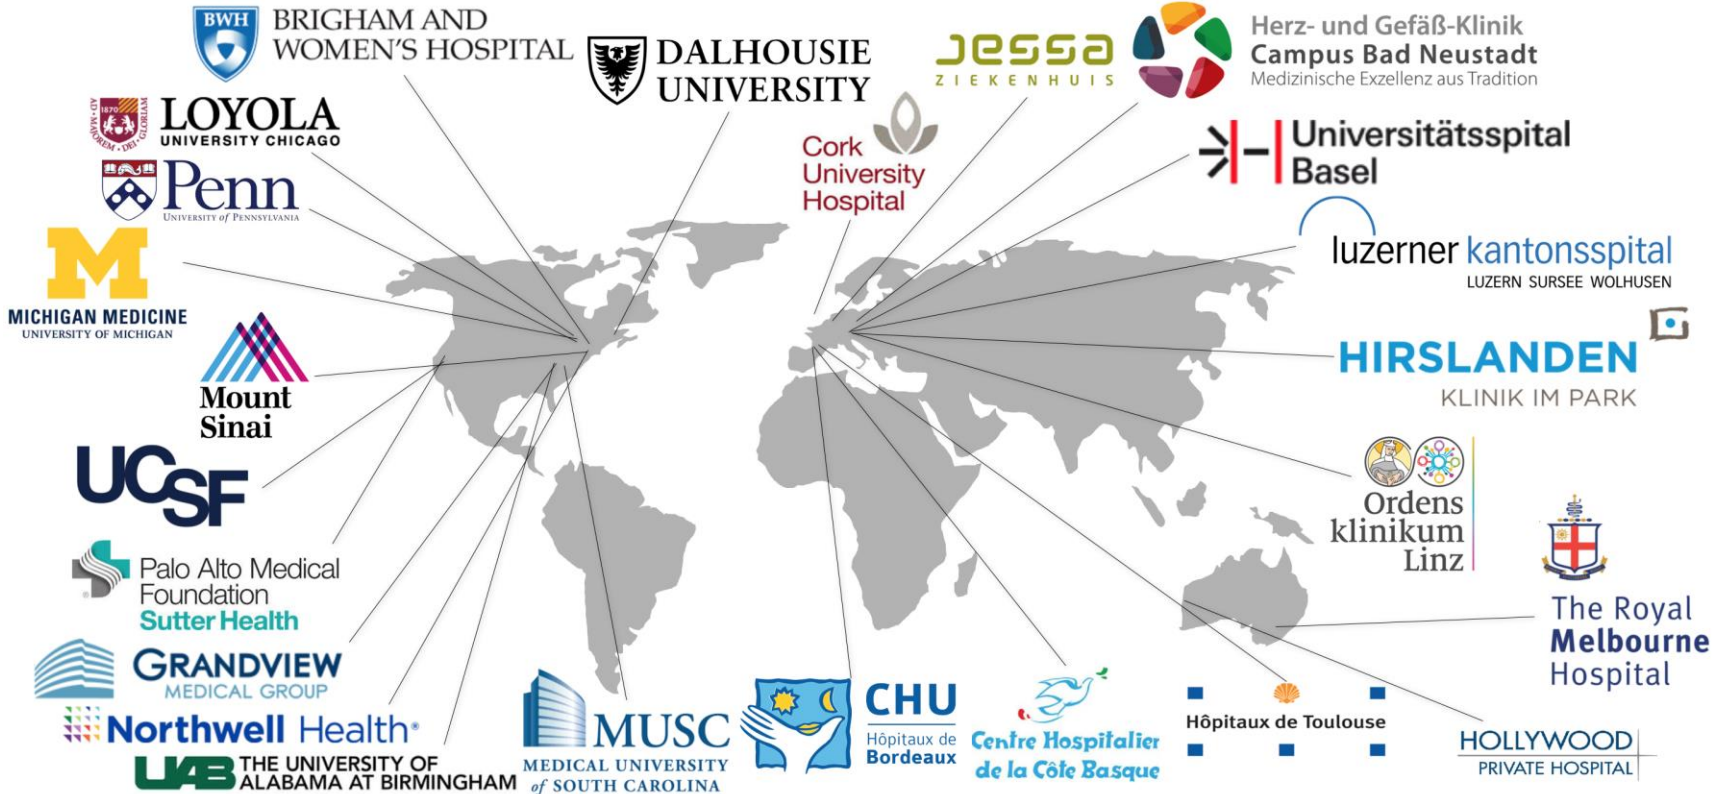 BWH
BRIGHAM AND
WOMEN'S HOSPITAL
DALHOUSIE
UNIVERSITY
Jessa
ZIEKENHUIS
Herz- und Gefäß-Klinik
Campus Bad Neustadt
Medizinische Exzellenz aus Tradition
1870
AD • MAJOREM • DEI • GLORIAM
LOYOLA
UNIVERSITY CHICAGO
Cork
University
Hospital
Universitätsspital
Basel
Penn
UNIVERSITY of PENNSYLVANIA
M
MICHIGAN MEDICINE
UNIVERSITY OF MICHIGAN
luzerner kantonsspital
LUZERN SURSEE WOLHUSEN
Mount
Sinai
HIRSLANDEN
KLINIK IM PARK
UCSF
Ordens
klinikum
Linz
Palo Alto Medical
Foundation
Sutter Health
The Royal
Melbourne
Hospital
GRANDVIEW
MEDICAL GROUP
Northwell Health®
UAB THE UNIVERSITY OF
ALABAMA AT BIRMINGHAM
MUSC
MEDICAL UNIVERSITY
of SOUTH CAROLINA
CHU
Hôpitaux de
Bordeaux
Centre Hospitalier
de la Côte Basque
Hôpitaux de Toulouse
HOLLYWOOD
PRIVATE HOSPITAL